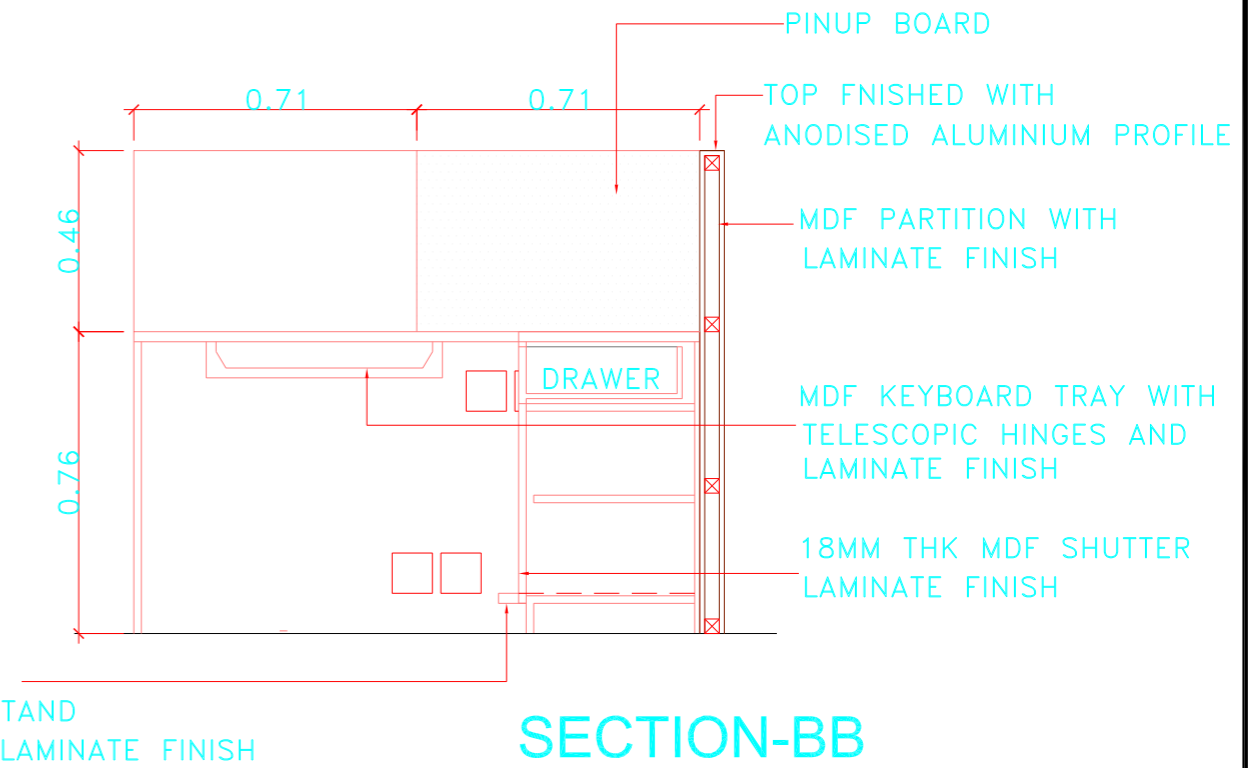 PINUP BOARD
0.71
0.71
TOP FNISHED WITH
ANODISED ALUMINIUM PROFILE
0.46
MDF PARTITION WITH
LAMINATE FINISH
DRAWER
MDF KEYBOARD TRAY WITH
TELESCOPIC HINGES AND
LAMINATE FINISH
0.76
18MM THK MDF SHUTTER
LAMINATE FINISH
TAND
LAMINATE FINISH
SECTION-BB